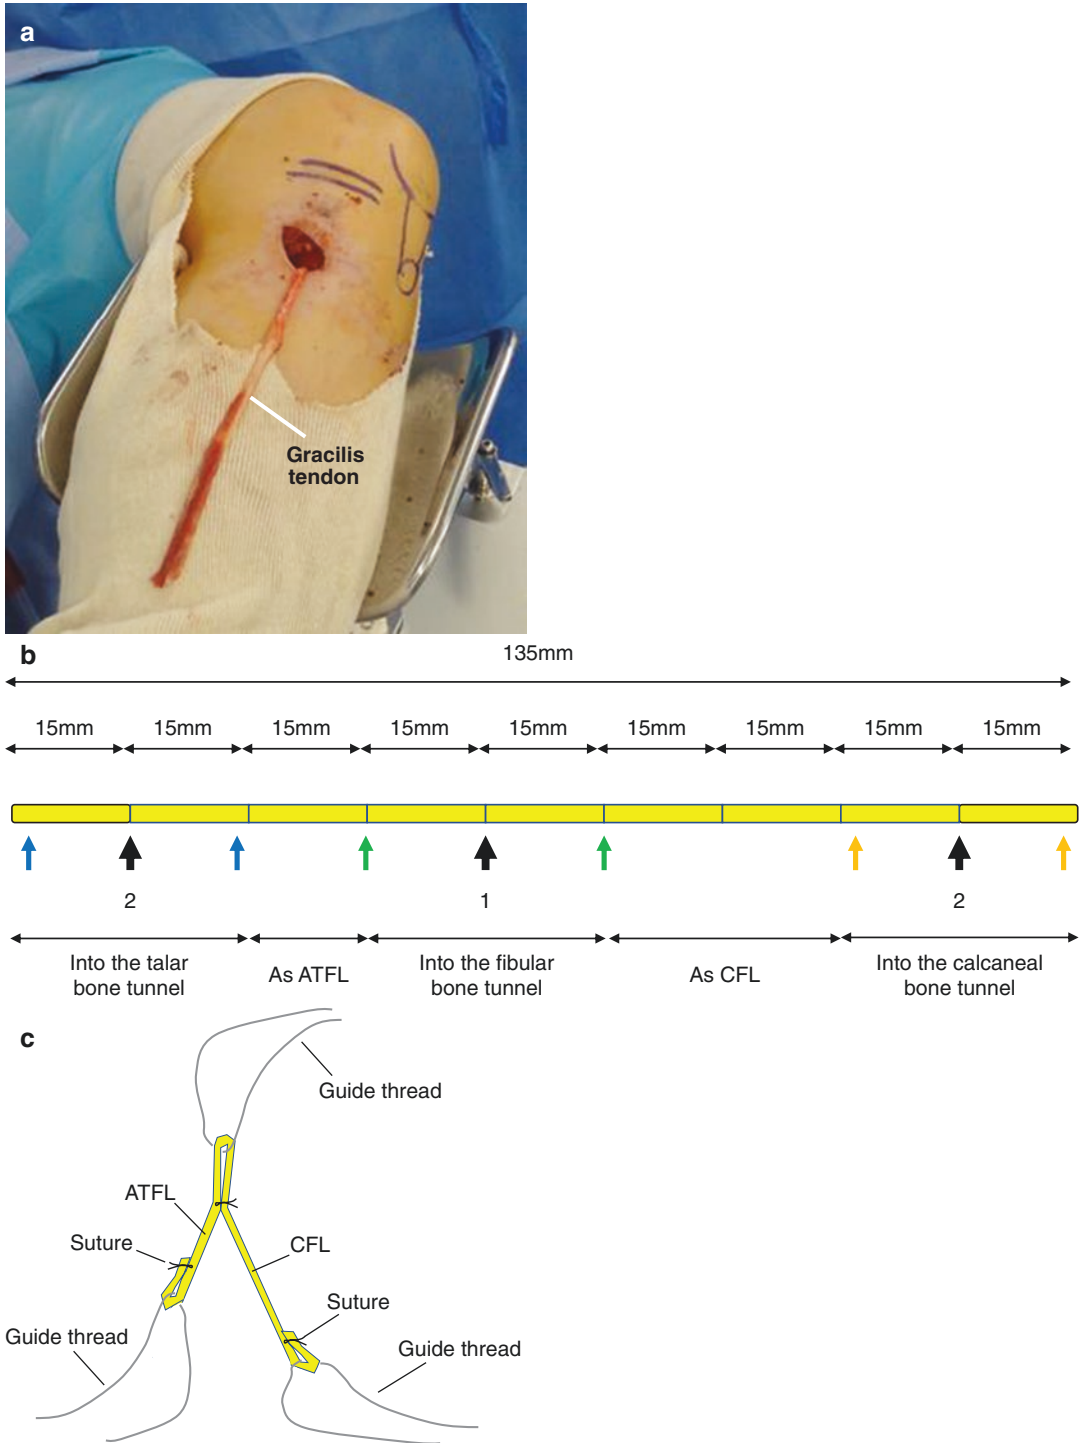 a
Gracilis
tendon
b
135mm
15mm 15mm 15mm 15mm 15mm 15mm 15mm 15mm 15mm
2 1 2
Into the talar
bone tunnel
As ATFL
Into the fibular
bone tunnel
As CFL
Into the calcaneal
bone tunnel
c
Guide thread
ATFL
Suture
CFL
Suture
Guide thread
Guide thread